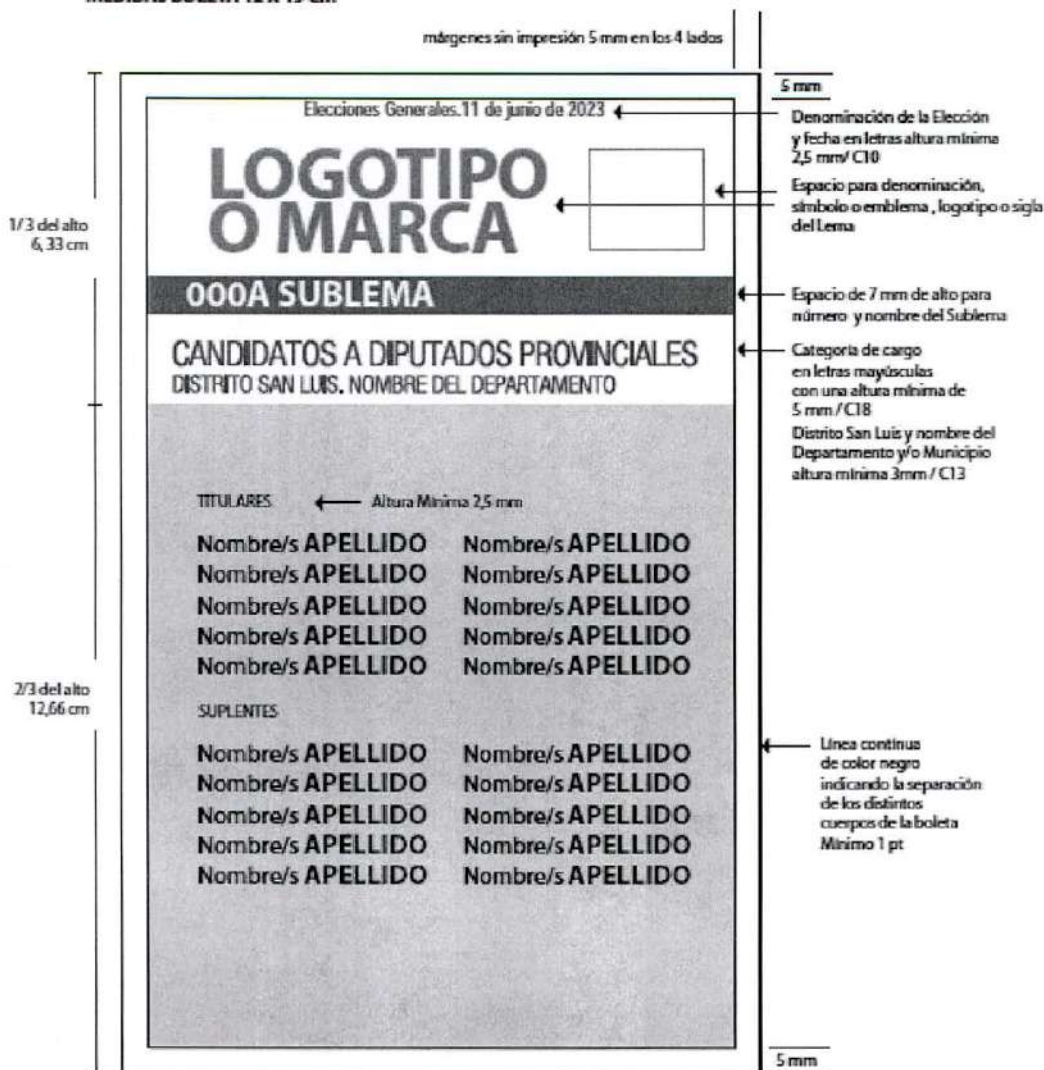 MEDIDAS BOLETA 12 X 19 CM
márgenes sin impresión 5 mm en los 4 lados
5 mm
Elecciones Generales.11 de junio de 2023
Denominación de la Elección
y fecha en letras altura mínima
2,5 mm/ C10
LOGOTIPO
O MARCA
Espacio para denominación,
símbolo o emblema , logotipo o sigla
del Lema
1/3 del alto
6,33 cm
000A SUBLEMA
Espacio de 7 mm de alto para
número y nombre del Sublema
CANDIDATOS A DIPUTADOS PROVINCIALES
DISTRITO SAN LUIS. NOMBRE DEL DEPARTAMENTO
Categoría de cargo
en letras mayúsculas
con una altura mínima de
5 mm / C18
Distrito San Luis y nombre del
Departamento y/o Municipio
altura mínima 3mm / C13
TITULARES
Altura Mínima 2,5 mm
Nombre/s APELLIDO Nombre/s APELLIDO
Nombre/s APELLIDO Nombre/s APELLIDO
Nombre/s APELLIDO Nombre/s APELLIDO
Nombre/s APELLIDO Nombre/s APELLIDO
Nombre/s APELLIDO Nombre/s APELLIDO
2/3 del alto
12,66 cm
SUPLENTES
Nombre/s APELLIDO Nombre/s APELLIDO
Nombre/s APELLIDO Nombre/s APELLIDO
Nombre/s APELLIDO Nombre/s APELLIDO
Nombre/s APELLIDO Nombre/s APELLIDO
Nombre/s APELLIDO Nombre/s APELLIDO
Línea continua
de color negro
indicando la separación
de los distintos
cuerpos de la boleta
Mínimo 1 pt
5 mm